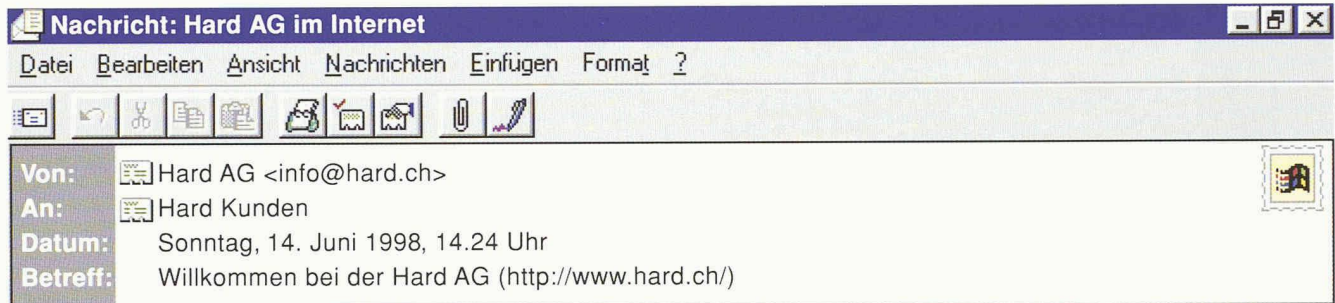 Nachricht: Hard AG im Internet
Datei Bearbeiten Ansicht Nachrichten Einfügen Format ?
Von: Hard AG <info@hard.ch>
An: Hard Kunden
Datum: Sonntag, 14. Juni 1998, 14.24 Uhr
Betreff: Willkommen bei der Hard AG (http://www.hard.ch/)